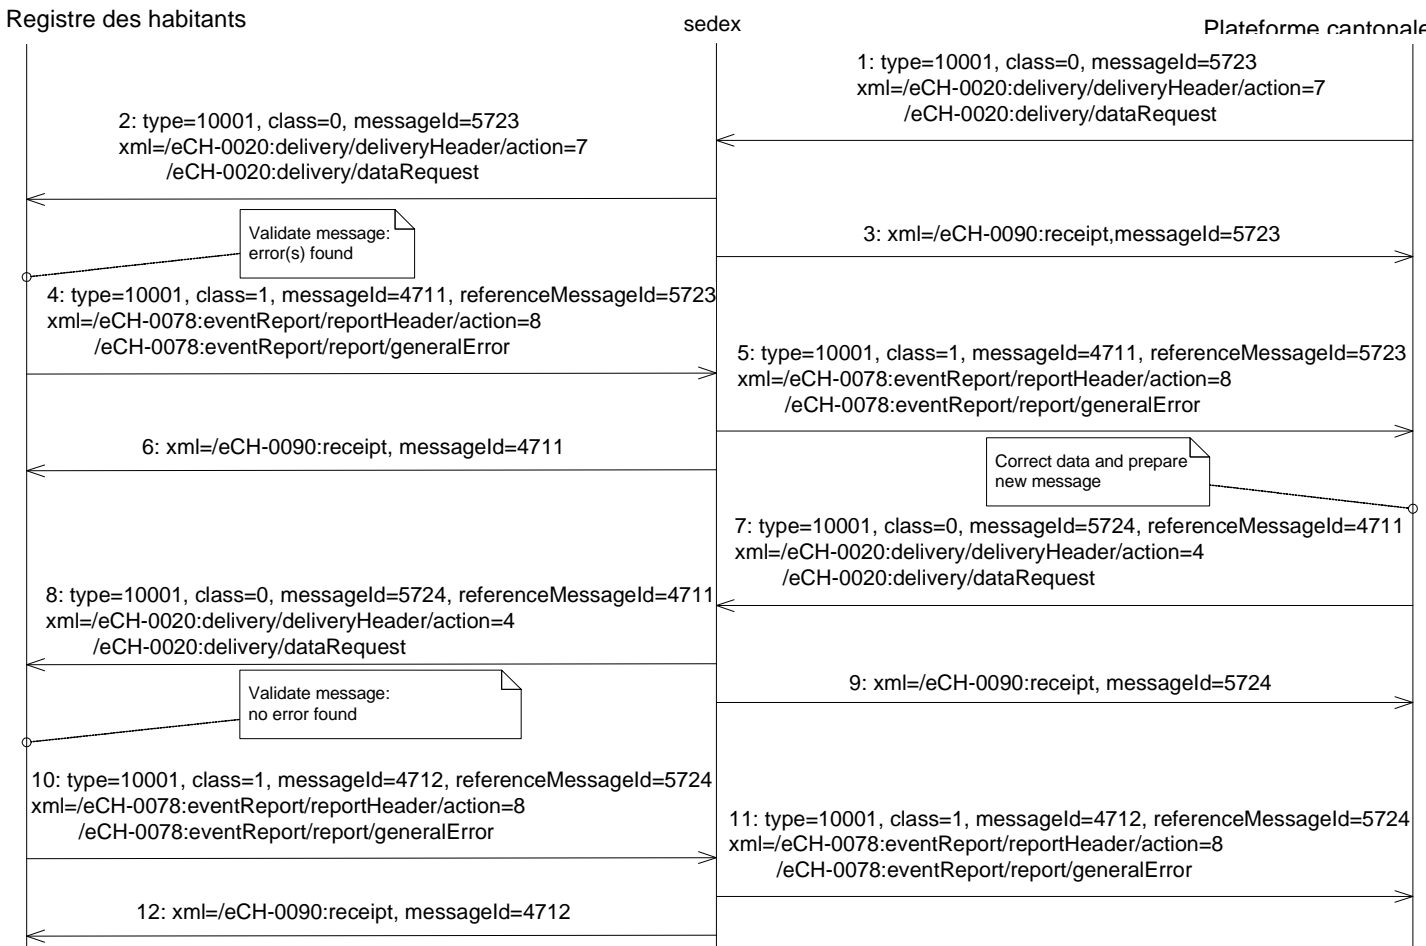 Registre des habitants
sedex
Plateforme cantonale
1: type=10001, class=0, messageId=5723
xml=/eCH-0020:delivery/deliveryHeader/action=7
/eCH-0020:delivery/dataRequest
2: type=10001, class=0, messageId=5723
xml=/eCH-0020:delivery/deliveryHeader/action=7
/eCH-0020:delivery/dataRequest
Validate message:
error(s) found
3: xml=/eCH-0090:receipt,messageId=5723
4: type=10001, class=1, messageId=4711, referenceMessageId=5723
xml=/eCH-0078:eventReport/reportHeader/action=8
/eCH-0078:eventReport/report/generalError
5: type=10001, class=1, messageId=4711, referenceMessageId=5723
xml=/eCH-0078:eventReport/reportHeader/action=8
/eCH-0078:eventReport/report/generalError
6: xml=/eCH-0090:receipt, messageId=4711
Correct data and prepare
new message
7: type=10001, class=0, messageId=5724, referenceMessageId=4711
xml=/eCH-0020:delivery/deliveryHeader/action=4
/eCH-0020:delivery/dataRequest
8: type=10001, class=0, messageId=5724, referenceMessageId=4711
xml=/eCH-0020:delivery/deliveryHeader/action=4
/eCH-0020:delivery/dataRequest
9: xml=/eCH-0090:receipt, messageId=5724
Validate message:
no error found
10: type=10001, class=1, messageId=4712, referenceMessageId=5724
xml=/eCH-0078:eventReport/reportHeader/action=8
/eCH-0078:eventReport/report/generalError
11: type=10001, class=1, messageId=4712, referenceMessageId=5724
xml=/eCH-0078:eventReport/reportHeader/action=8
/eCH-0078:eventReport/report/generalError
12: xml=/eCH-0090:receipt, messageId=4712